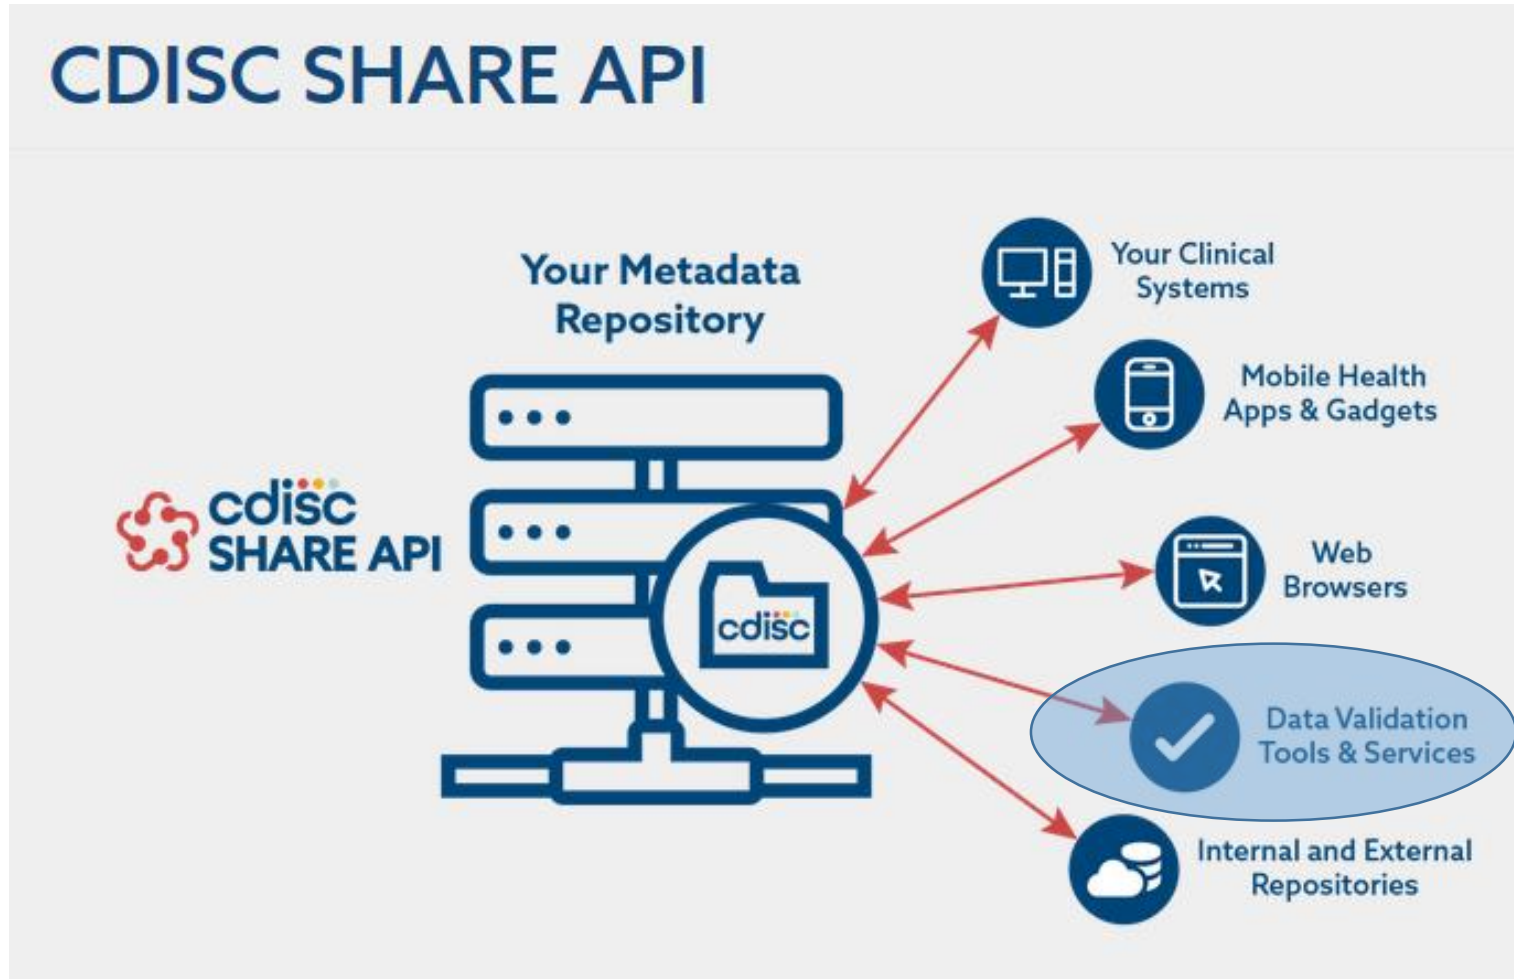 CDISC SHARE API
Your Metadata
Repository
Your Clinical
Systems
Mobile Health
Apps & Gadgets
cdisc
SHARE API
cdisc
Web
Browsers
Data Validation
Tools & Services
Internal and External
Repositories